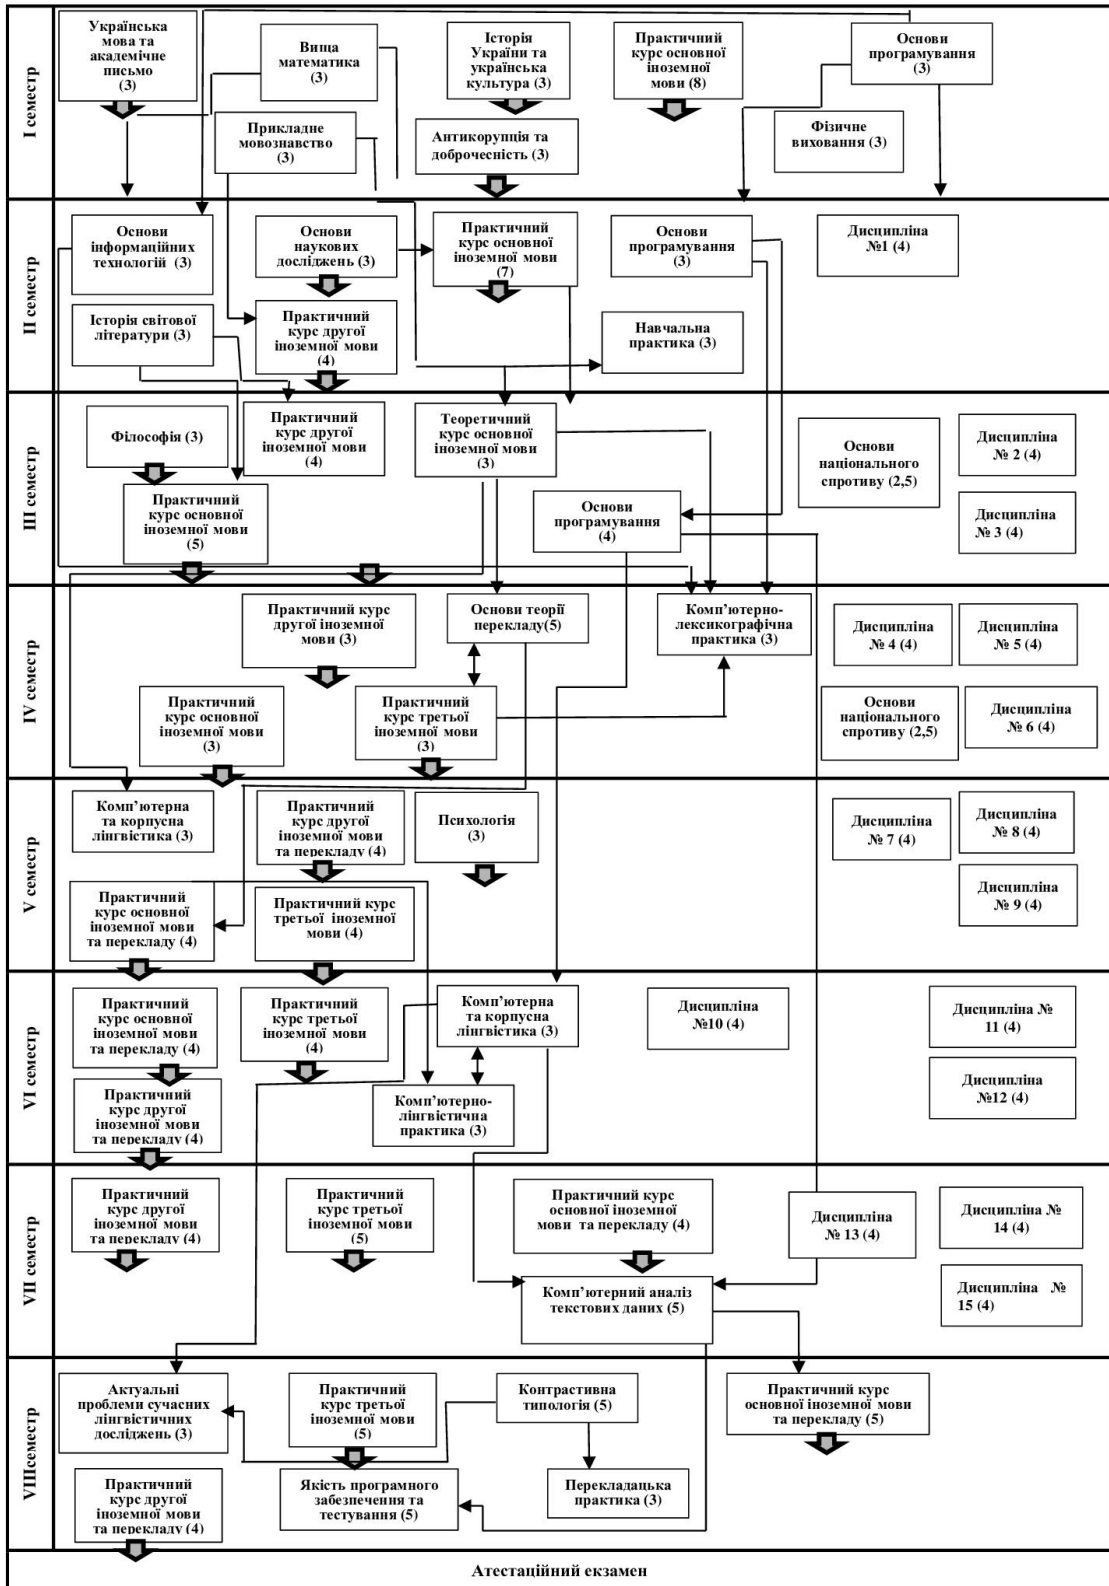 I семестр
Українська
мова та
академічне
письмо
(3)
Вища
математика
(3)
Історія
України та
українська
культура (3)
Практичний
курс основної
іноземної
мови (8)
Основи
програмування
(3)
Прикладне
мовознавство
(3)
Антикорупція та
доброчесність (3)
Фізичне
виховання (3)
II семестр
Основи
інформаційних
технологій (3)
Основи
наукових
досліджень (3)
Практичний
курс основної
іноземної мови
(7)
Основи
програмування
(3)
Дисципліна
№1 (4)
Історія світової
літератури (3)
Практичний
курс другої
іноземної мови
(4)
Навчальна
практика (3)
III семестр
Філософія (3)
Практичний
курс другої
іноземної мови
(4)
Теоретичний
курс основної
іноземної мови
(3)
Основи
національного
спротиву (2,5)
Дисципліна
№ 2 (4)
Практичний
курс основної
іноземної мови
(5)
Основи
програмування
(4)
Дисципліна
№ 3 (4)
IV семестр
Практичний курс
другої іноземної
мови (3)
Основи теорії
перекладу(5)
Комп’ютерно-
лексикографічна
практика (3)
Дисципліна
№ 4 (4)
Дисципліна
№ 5 (4)
Практичний
курс основної
іноземної мови
(3)
Практичний
курс третьої
іноземної мови
(3)
Основи
національного
спротиву (2,5)
Дисципліна
№ 6 (4)
V семестр
Комп’ютерна
та корпусна
лінгвістика (3)
Практичний
курс другої
іноземної мови
та перекладу (4)
Психологія
(3)
Дисципліна
№ 7 (4)
Дисципліна
№ 8 (4)
Практичний
курс основної
іноземної мови
та перекладу (4)
Практичний курс
третьої іноземної
мови (4)
Дисципліна
№ 9 (4)
VI семестр
Практичний
курс основної
іноземної мови
та перекладу (4)
Практичний
курс третьої
іноземної мови
(4)
Комп’ютерна
та корпусна
лінгвістика (3)
Дисципліна
№10 (4)
Дисципліна №
11 (4)
Практичний
курс другої
іноземної мови
та перекладу (4)
Комп’ютерно-
лінгвістична
практика (3)
Дисципліна
№12 (4)
VII семестр
Практичний
курс другої
іноземної мови
та перекладу (4)
Практичний
курс третьої
іноземної мови
(5)
Практичний курс
основної іноземної
мови та перекладу (4)
Дисципліна
№ 13 (4)
Дисципліна №
14 (4)
Комп’ютерний аналіз
текстових даних (5)
Дисципліна №
15 (4)
VIIIсеместр
Актуальні
проблеми сучасних
лінгвістичних
досліджень (3)
Практичний
курс третьої
іноземної мови
(5)
Контрастивна
типологія (5)
Практичний курс
основної іноземної мови
та перекладу (5)
Практичний
курс другої
іноземної мови
та перекладу (4)
Якість програмного
забезпечення та
тестування (5)
Перекладацька
практика (3)
Атестаційний екзамен